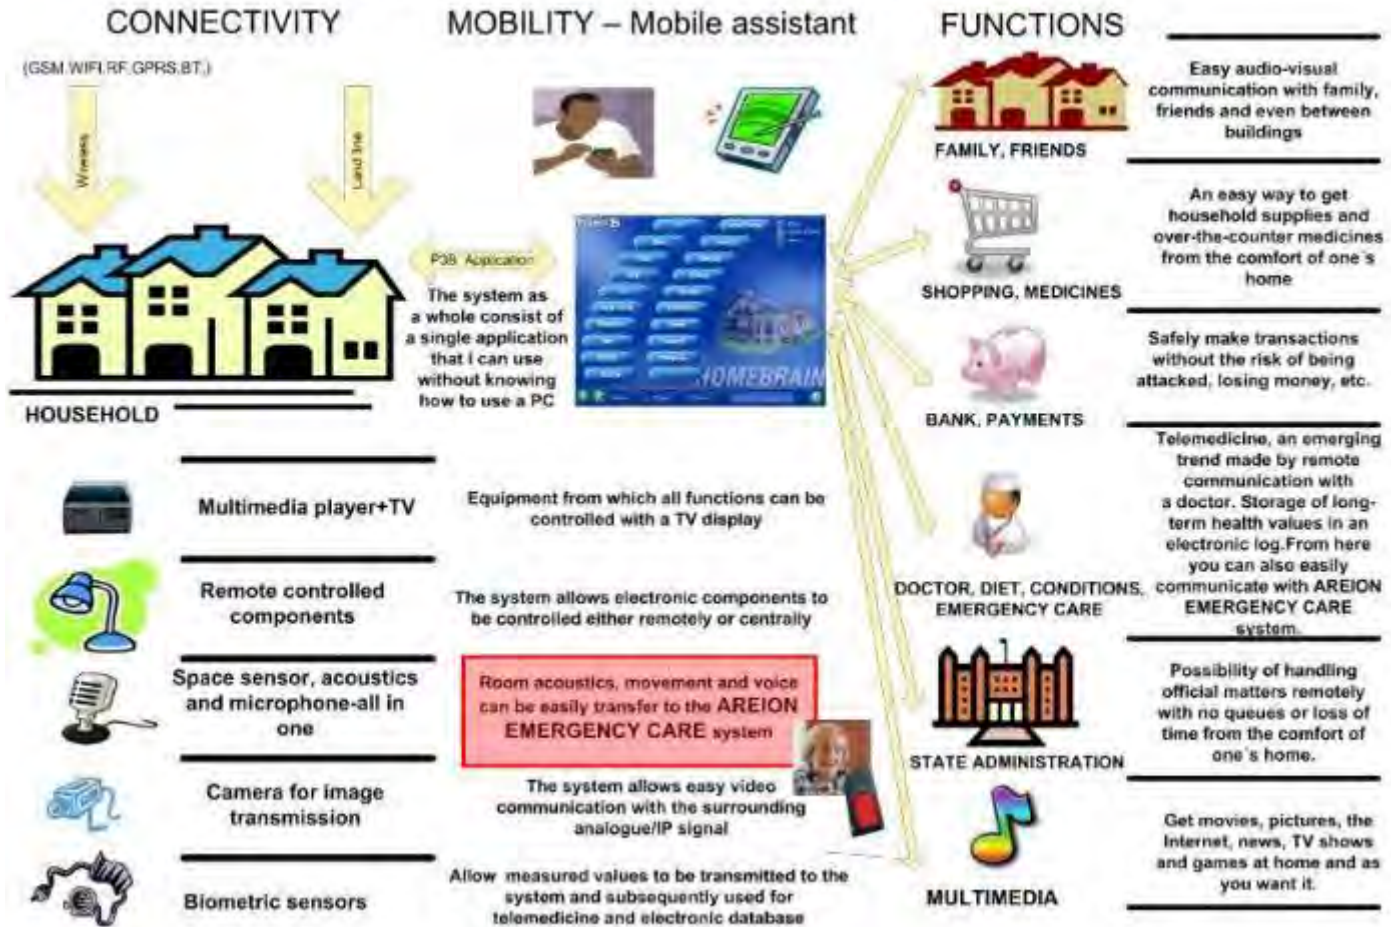 CONNECTIVITY
(GSM,WIFI,RF,GPRS,BT,)
Wireless
Land line
HOUSEHOLD
MOBILITY – Mobile assistant
P3B Application
The system as
a whole consist of
a single application
that I can use
without knowing
how to use a PC
HOMEBRAIN
Multimedia player+TV
Equipment from which all functions can be
controlled with a TV display
Remote controlled
components
The system allows electronic components to
be controlled either remotely or centrally
Space sensor, acoustics
and microphone-all in
one
Room acoustics, movement and voice
can be easily transfer to the AREION
EMERGENCY CARE system
Camera for image
transmission
The system allows easy video
communication with the surrounding
analogue/IP signal
Biometric sensors
Allow measured values to be transmitted to the
system and subsequently used for
telemedicine and electronic database
FUNCTIONS
FAMILY, FRIENDS
Easy audio-visual
communication with family,
friends and even between
buildings
SHOPPING, MEDICINES
An easy way to get
household supplies and
over-the-counter medicines
from the comfort of one´s
home
BANK, PAYMENTS
Safely make transactions
without the risk of being
attacked, losing money, etc.
DOCTOR, DIET, CONDITIONS,
EMERGENCY CARE
Telemedicine, an emerging
trend made by remote
communication with
a doctor. Storage of long-
term health values in an
electronic log.From here
you can also easily
communicate with AREION
EMERGENCY CARE
system.
STATE ADMINISTRATION
Possibility of handling
official matters remotely
with no queues or loss of
time from the comfort of
one´s home.
MULTIMEDIA
Get movies, pictures, the
Internet, news, TV shows
and games at home and as
you want it.